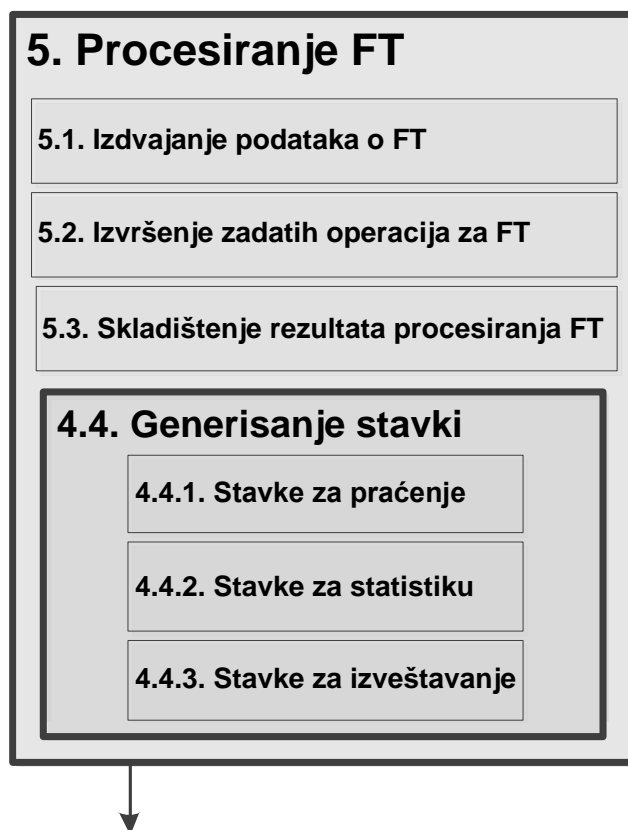 5. Procesiranje FT
5.1. Izdvajanje podataka o FT
5.2. Izvršenje zadatih operacija za FT
5.3. Skladištenje rezultata procesiranja FT
4.4. Generisanje stavki
4.4.1. Stavke za praćenje
4.4.2. Stavke za statistiku
4.4.3. Stavke za izveštavanje